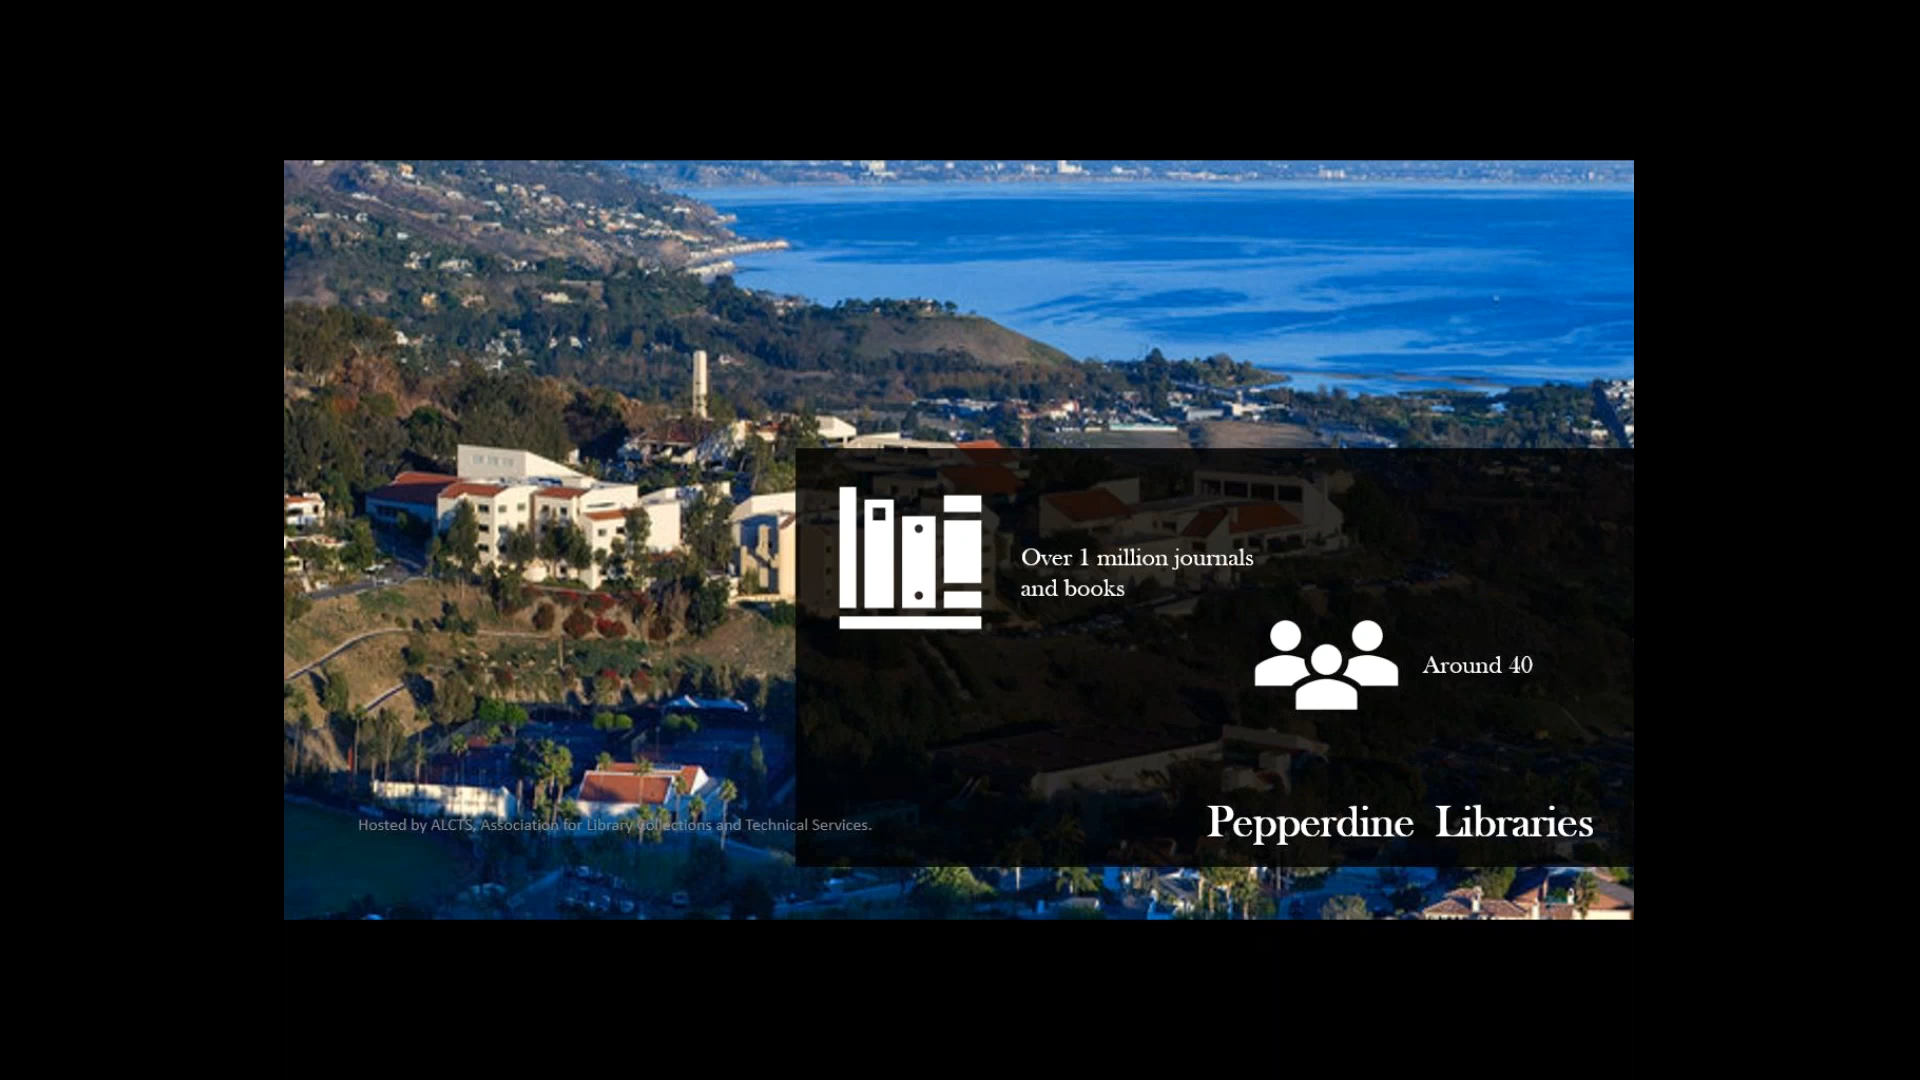 Over 1 million journals
and books
Around 40
Pepperdine Libraries
Hosted by ALCTS, Association for Library Collections and Technical Services.